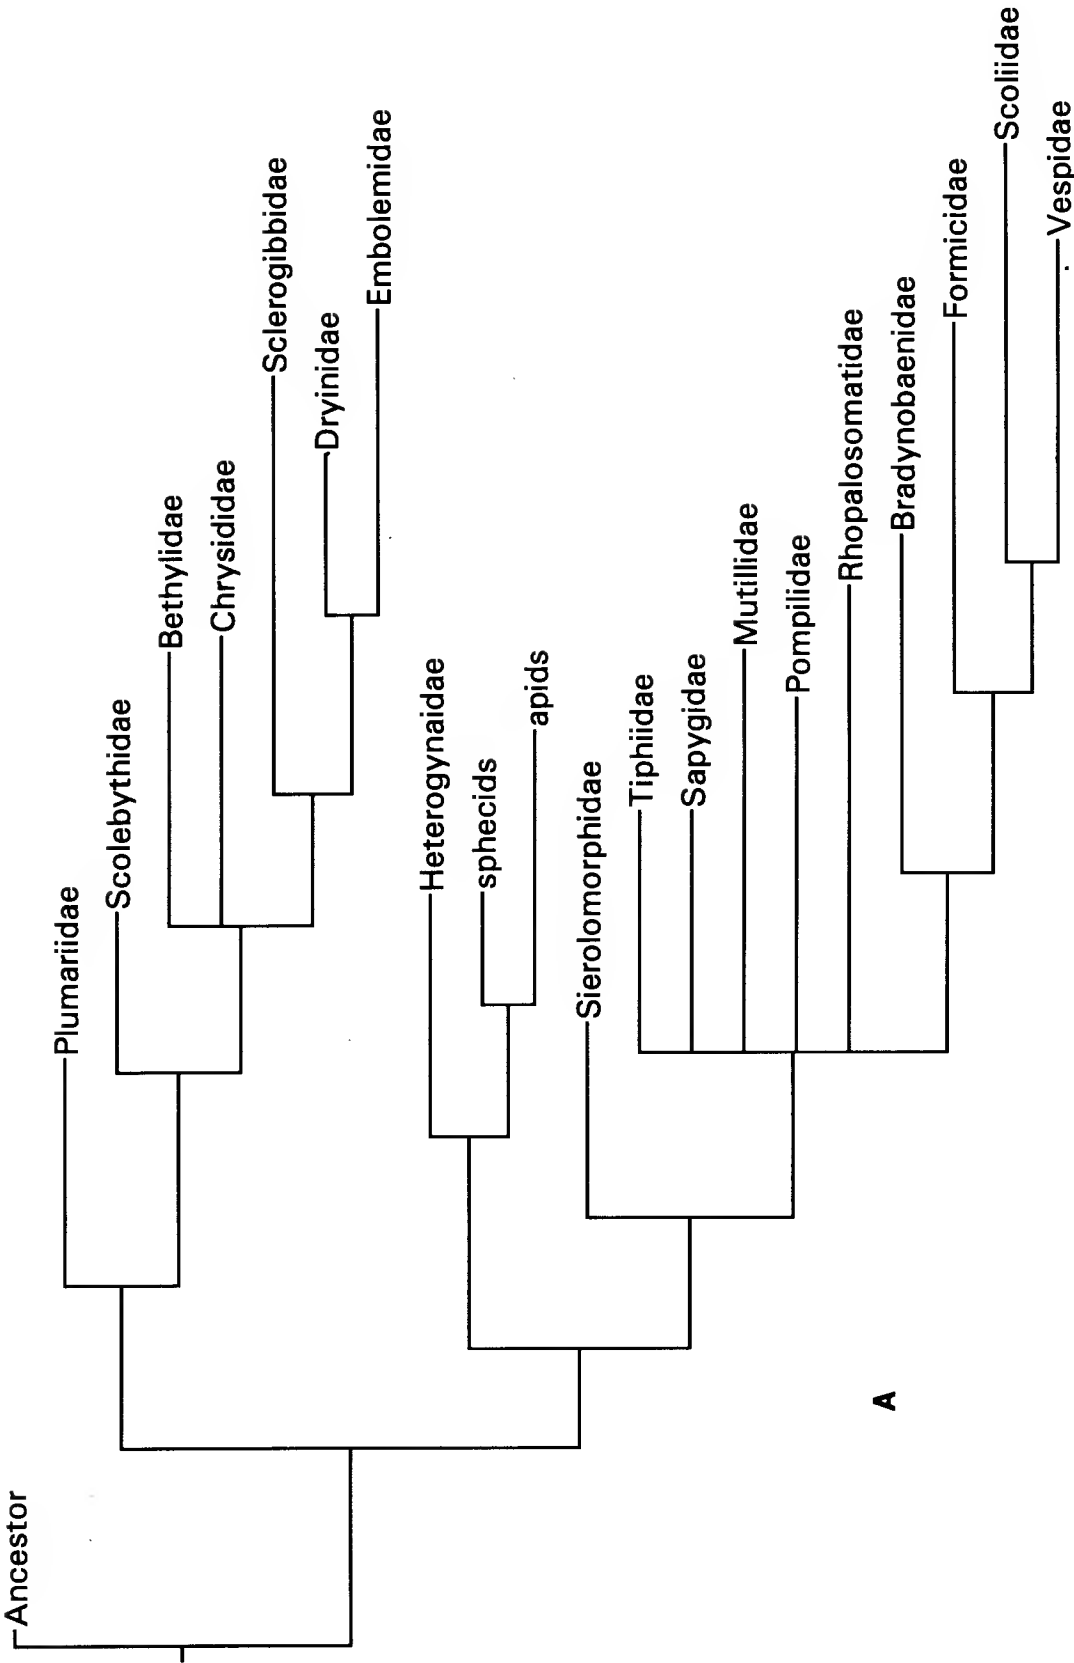 Ancestor
Plumariidae
Scolebythidae
Bethylidae
Chrysididae
Sclerogibbidae
Dryinidae
Embolemidae
Heterogynaidae
sphecids
apids
Sierolomorphidae
Tiphiidae
Sapygidae
Mutillidae
Pompilidae
Rhopalosomatidae
Bradynobaenidae
Formicidae
Scoliidae
Vespidae
A